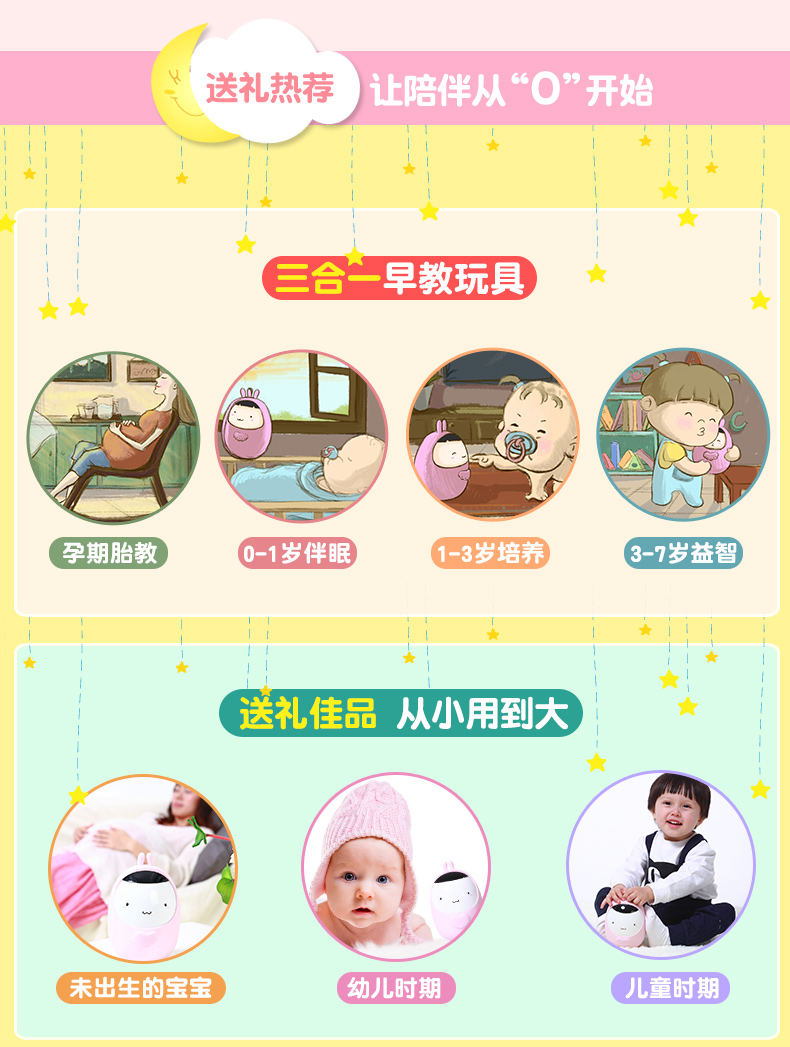 送礼热荐
让陪伴从“0”开始
三合一早教玩具
孕期胎教
0-1岁伴眠
1-3岁培养
3-7岁益智
送礼佳品 从小用到大
未出生的宝宝
幼儿时期
儿童时期